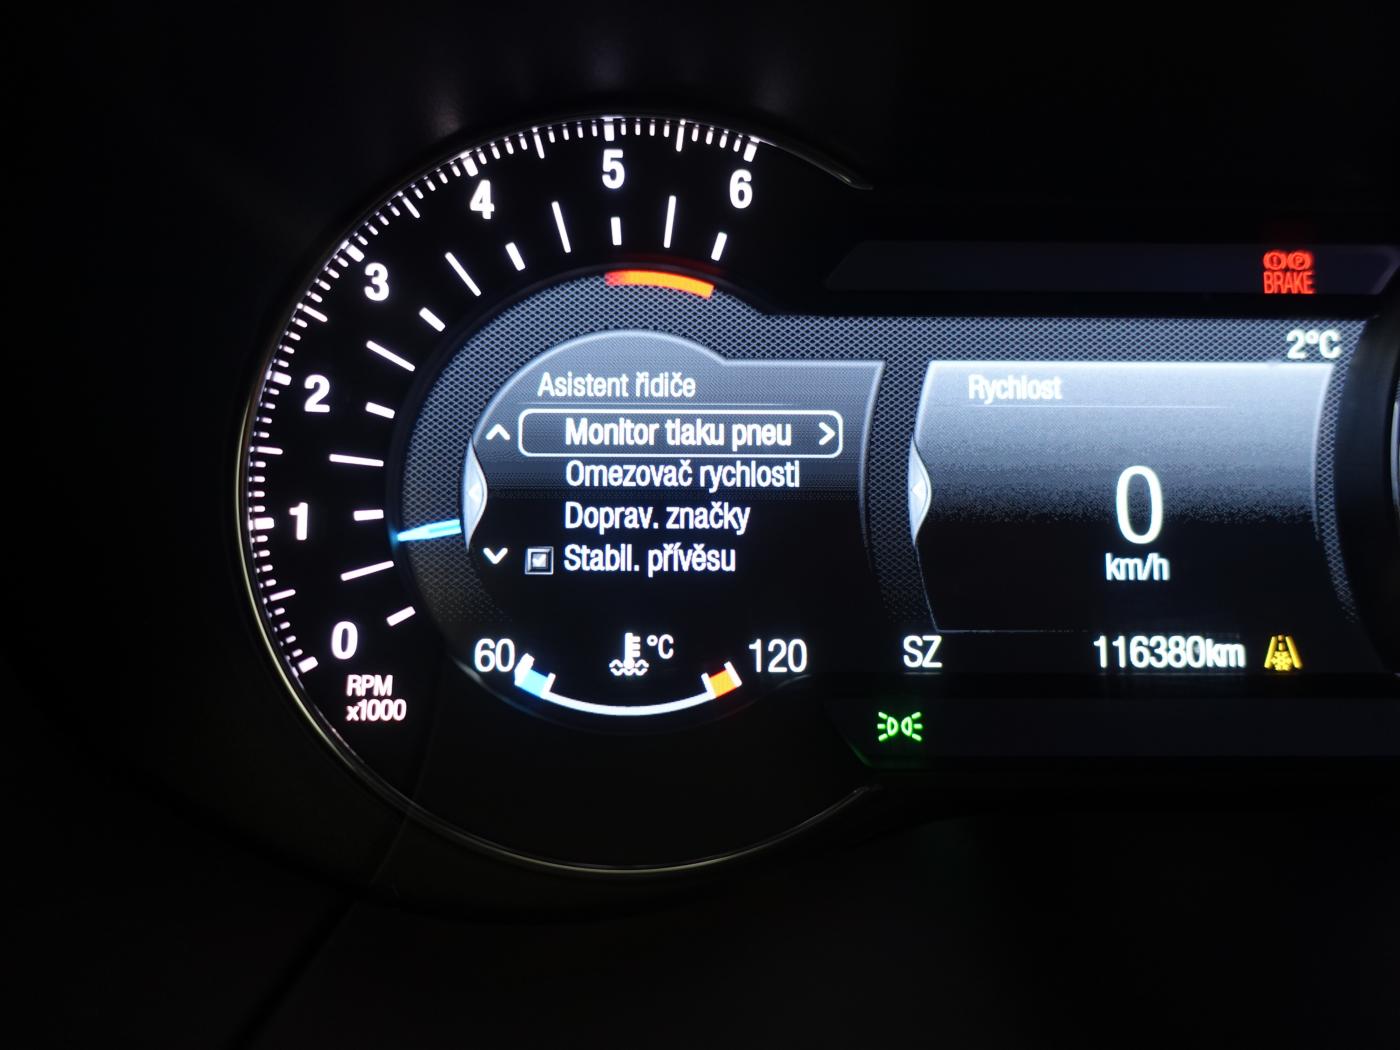 6
5
4
3
2
1
0
RPM
x1000
BRAKE
2°C
Asistent řidiče
Monitor tlaku pneu
Omezovač rychlosti
Doprav. značky
Stabil. přívěsu
60 °C 120
Rychlost
0
km/h
SZ 116380km